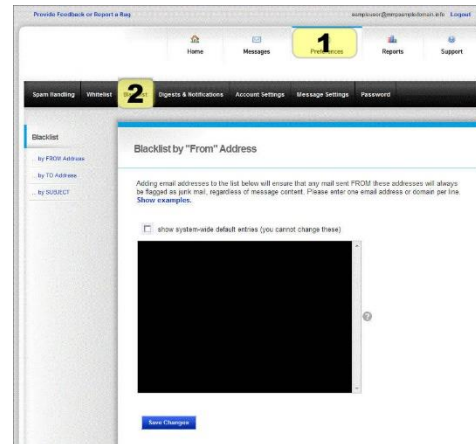 Provide Feedback or Report a Bug
Logout
Home
Messages
1
Preferences
Reports
Support
Spam Handling
Whitelist
2
Digests & Notifications
Account Settings
Message Settings
Password
Blacklist
by FROM Address
by TO Address
by SUBJECT
Blacklist by "From" Address
Adding email addresses to the list below will ensure that any mail sent FROM these addresses will always
be flagged as junk mail, regardless of message content. Please enter one email address or domain per line.
Show examples.
show system-wide default entries (you cannot change these)
Save Changes